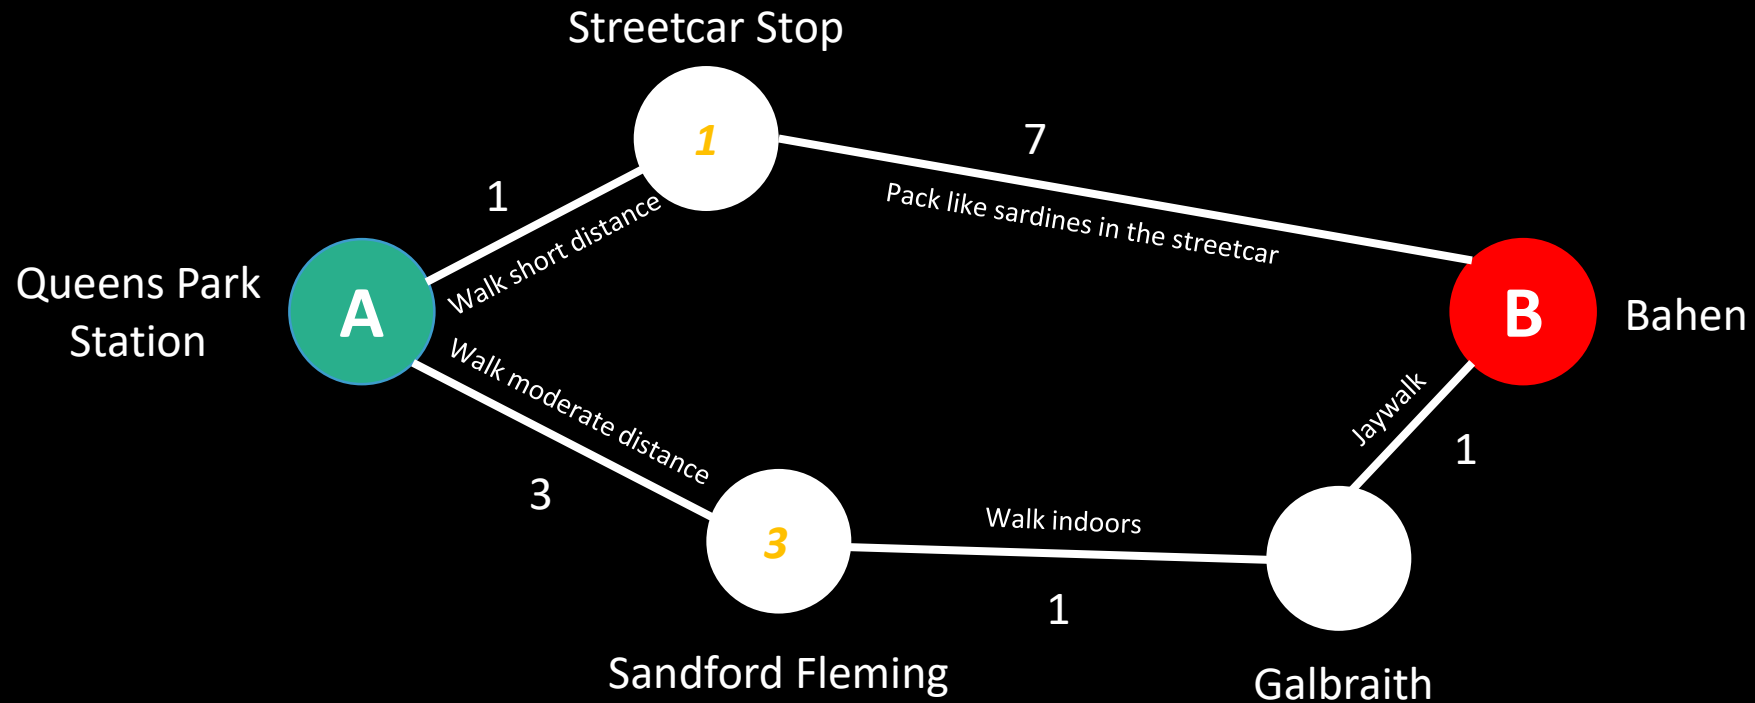 Streetcar Stop
1
7
1
Pack like sardines in the streetcar
Walk short distance
Queens Park
Station
A
B
Bahen
Walk moderate distance
Jaywalk
1
3
Walk indoors
3
1
Sandford Fleming
Galbraith